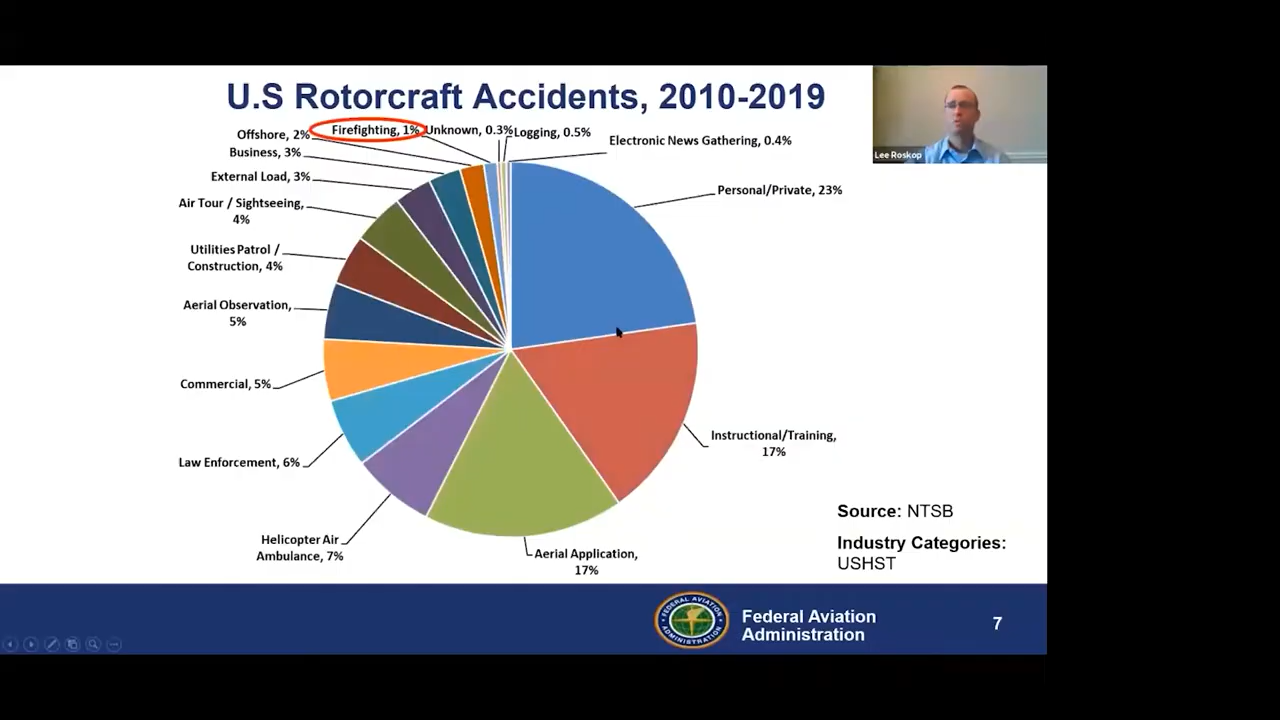 U.S Rotorcraft Accidents, 2010-2019
Offshore, 2%
Firefighting, 1%
Unknown, 0.3%
Logging, 0.5%
Electronic News Gathering, 0.4%
Business, 3%
External Load, 3%
Air Tour / Sightseeing,
4%
Utilities Patrol /
Construction, 4%
Aerial Observation,
5%
Commercial, 5%
Law Enforcement, 6%
Helicopter Air
Ambulance, 7%
Aerial Application,
17%
Instructional/Training,
17%
Personal/Private, 23%
Lee Roskop
Source: NTSB
Industry Categories:
USHST
FEDERAL AVIATION
ADMINISTRATION
Federal Aviation
Administration
7